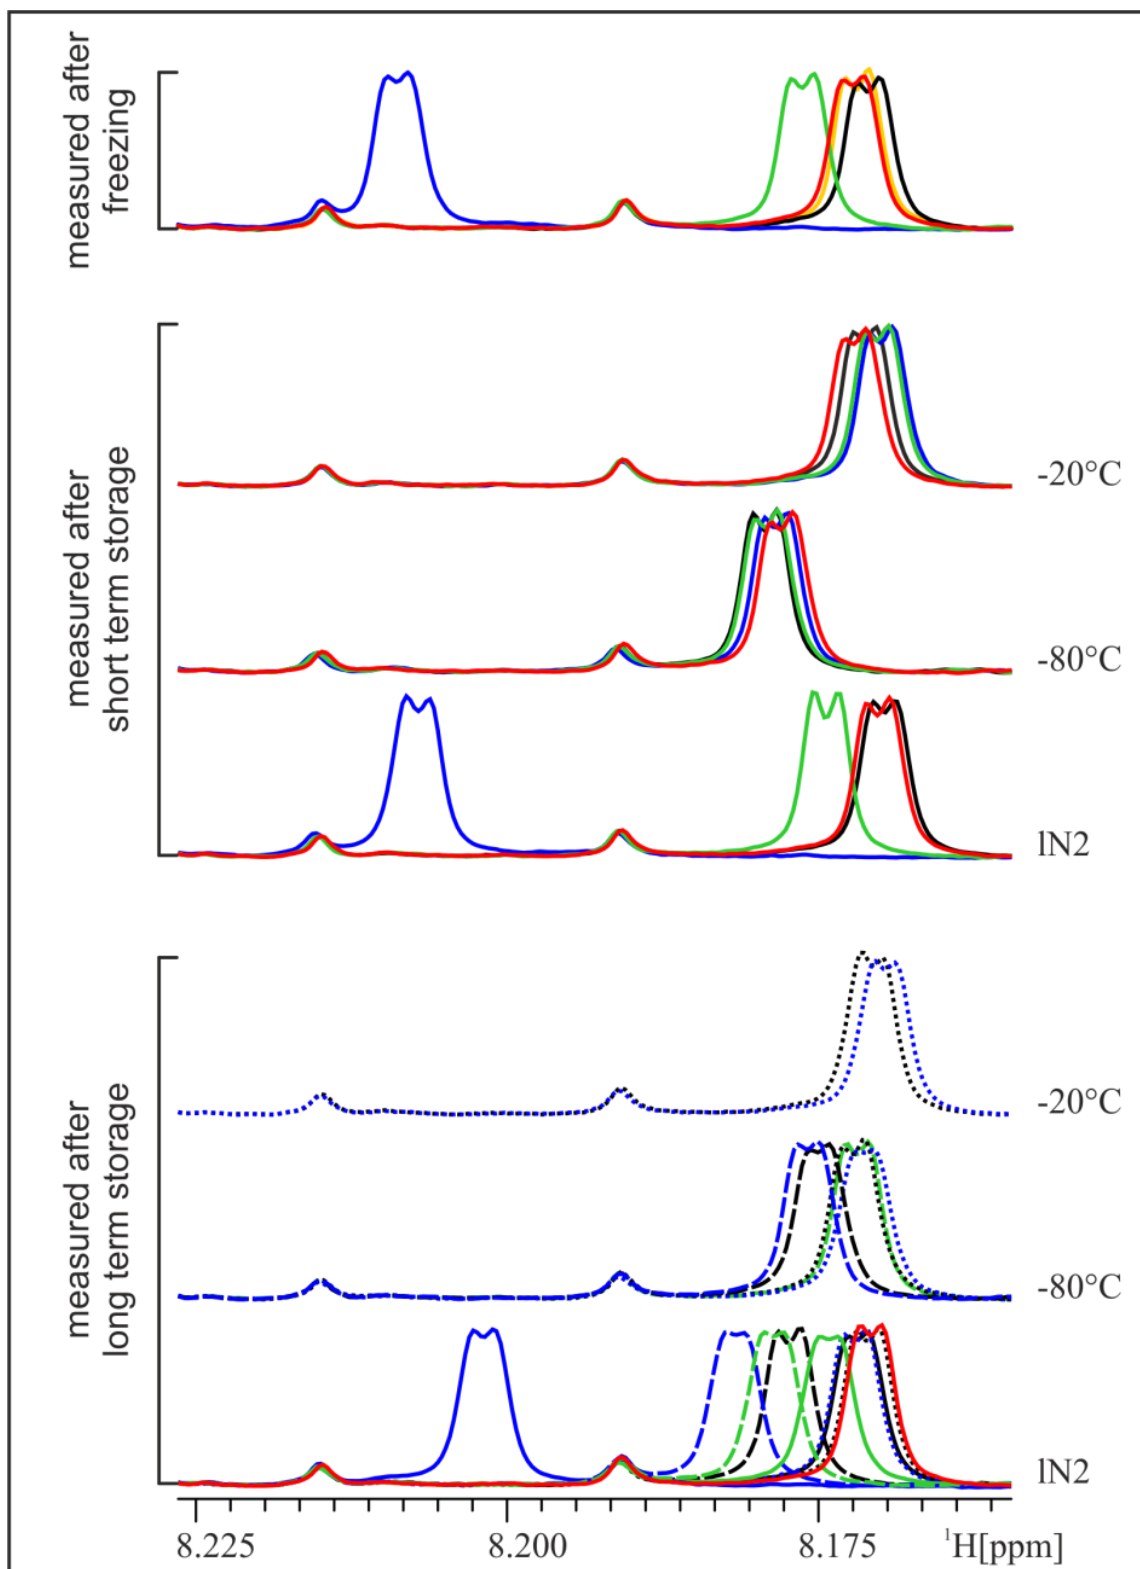 measured after
freezing
measured after
short term storage
-20°C
-80°C
lN2
measured after
long term storage
-20°C
-80°C
lN2
8.225
8.200
8.175
¹H[ppm]